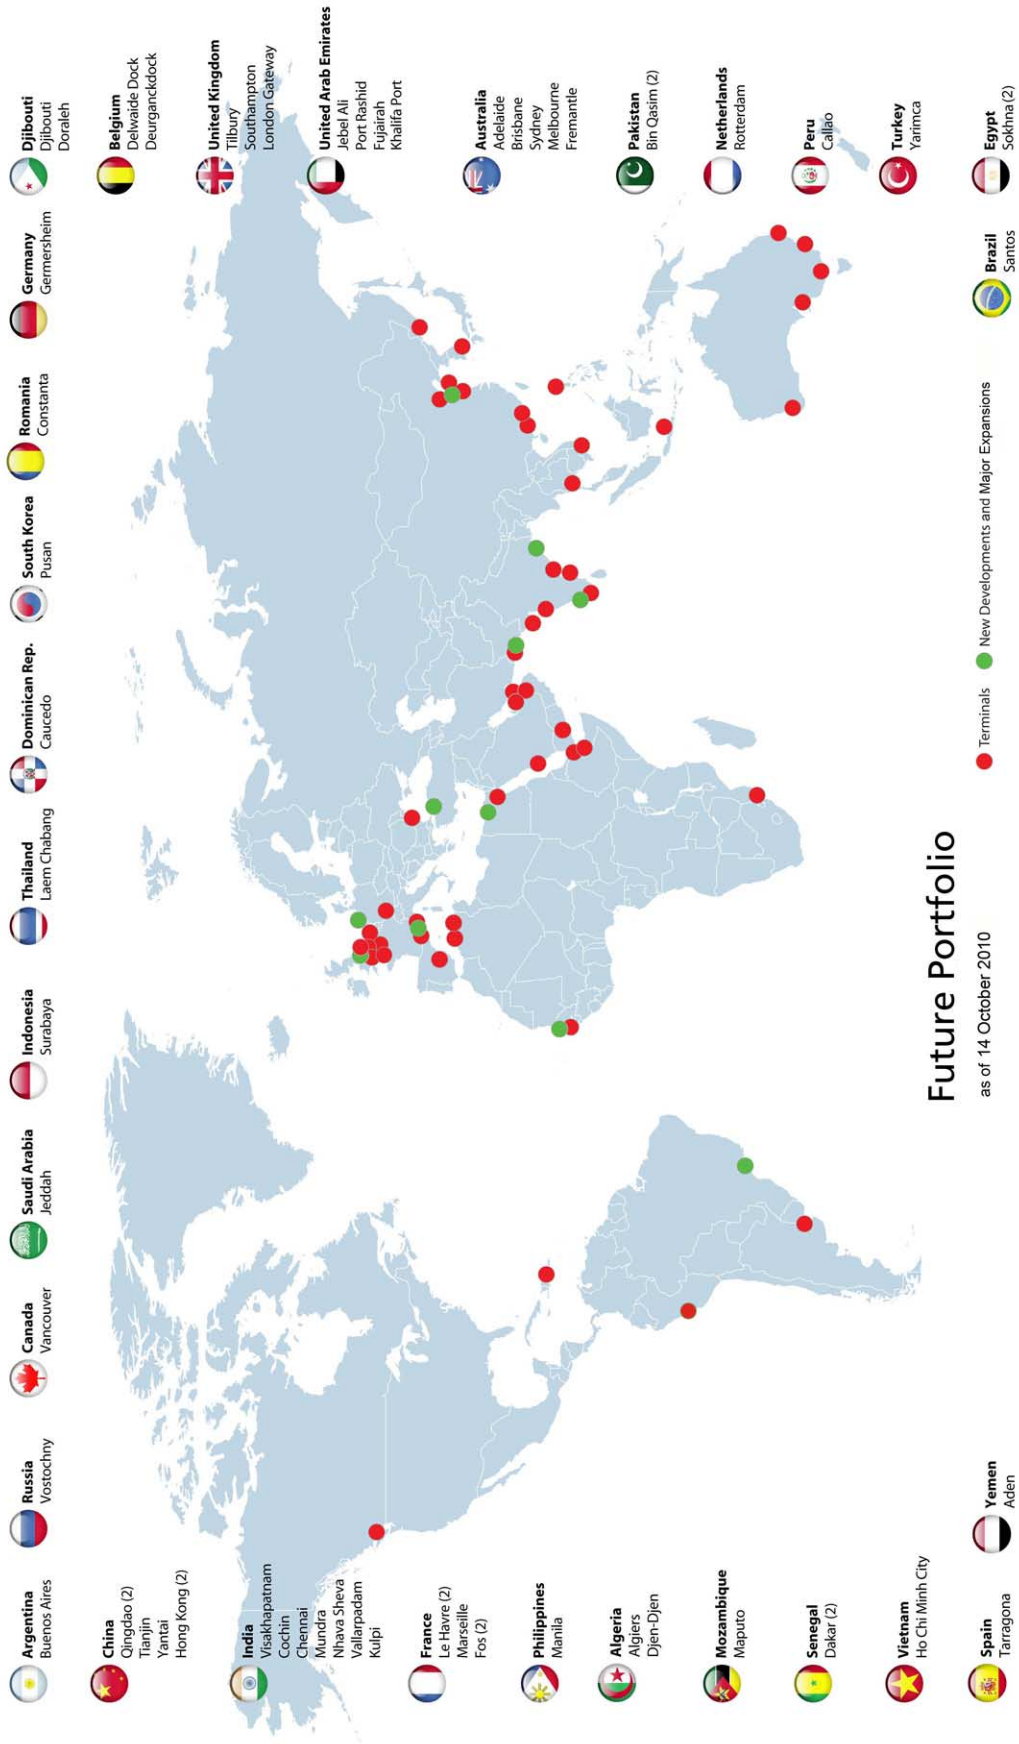 Argentina
Buenos Aires
Russia
Vostochny
Canada
Vancouver
Saudi Arabia
Jeddah
Indonesia
Surabaya
Thailand
Laem Chabang
Dominican Rep.
Caucedo
South Korea
Pusan
Romania
Constanta
Germany
Germersheim
Djibouti
Djibouti
Doraleh
China
Qingdao (2)
Tianjin
Yantai
Hong Kong (2)
India
Visakhapatnam
Cochin
Chennai
Mundra
Nhava Sheva
Vallarpadam
Kulpi
France
Le Havre (2)
Marseille
Fos (2)
Philippines
Manila
Algeria
Algiers
Djen-Djen
Mozambique
Maputo
Senegal
Dakar (2)
Vietnam
Ho Chi Minh City
Spain
Tarragona
Yemen
Aden
Belgium
Delwaide Dock
Deurganckdock
United Kingdom
Tilbury
Southampton
London Gateway
United Arab Emirates
Jebel Ali
Port Rashid
Fujairah
Khalifa Port
Australia
Adelaide
Brisbane
Sydney
Melbourne
Fremantle
Pakistan
Bin Qasim (2)
Netherlands
Rotterdam
Peru
Callao
Turkey
Yarimca
Egypt
Sokhna (2)
Brazil
Santos
Future Portfolio
as of 14 October 2010
Terminals
New Developments and Major Expansions